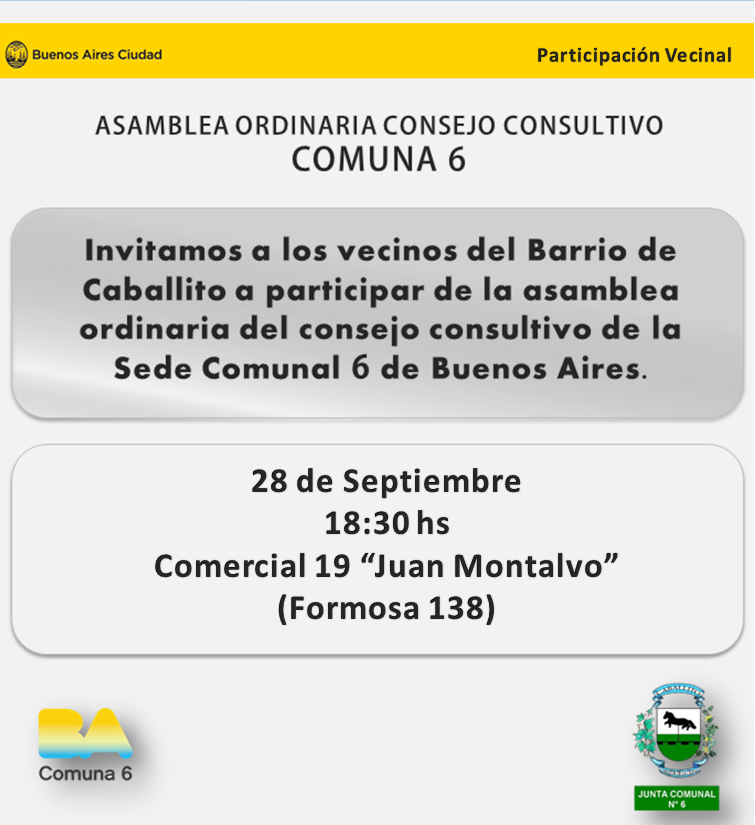 Buenos Aires Ciudad
Participación Vecinal
ASAMBLEA ORDINARIA CONSEJO CONSULTIVO
COMUNA 6
Invitamos a los vecinos del Barrio de
Caballito a participar de la asamblea
ordinaria del consejo consultivo de la
Sede Comunal 6 de Buenos Aires.
28 de Septiembre
18:30 hs
Comercial 19 “Juan Montalvo”
(Formosa 138)
BA
Comuna 6
JUNTA COMUNAL
N° 6